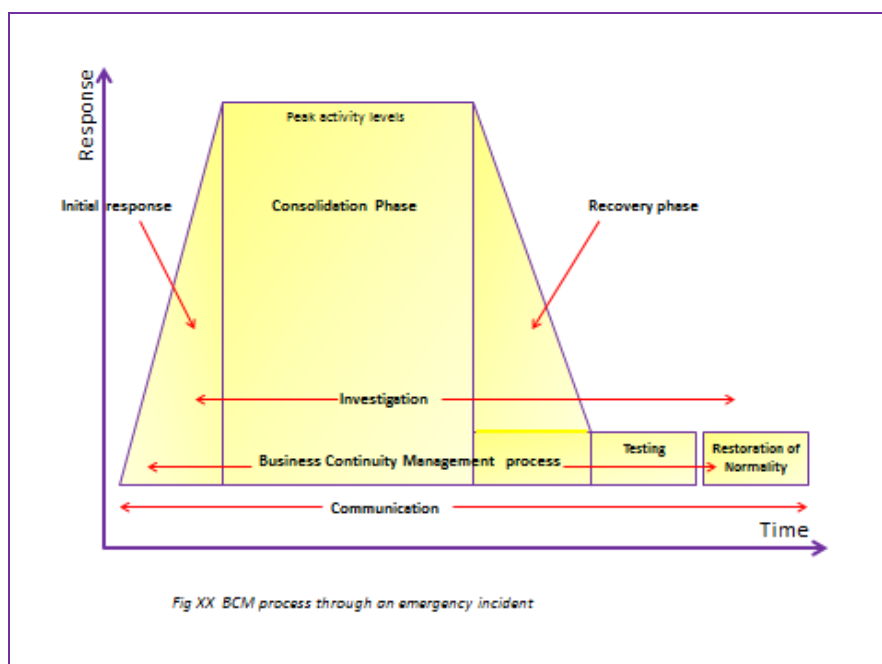 Response
Peak activity levels
Initial response
Consolidation Phase
Recovery phase
Investigation
Testing
Restoration of
Normality
Business Continuity Management process
Communication
Time
Fig XX BCM process through an emergency incident